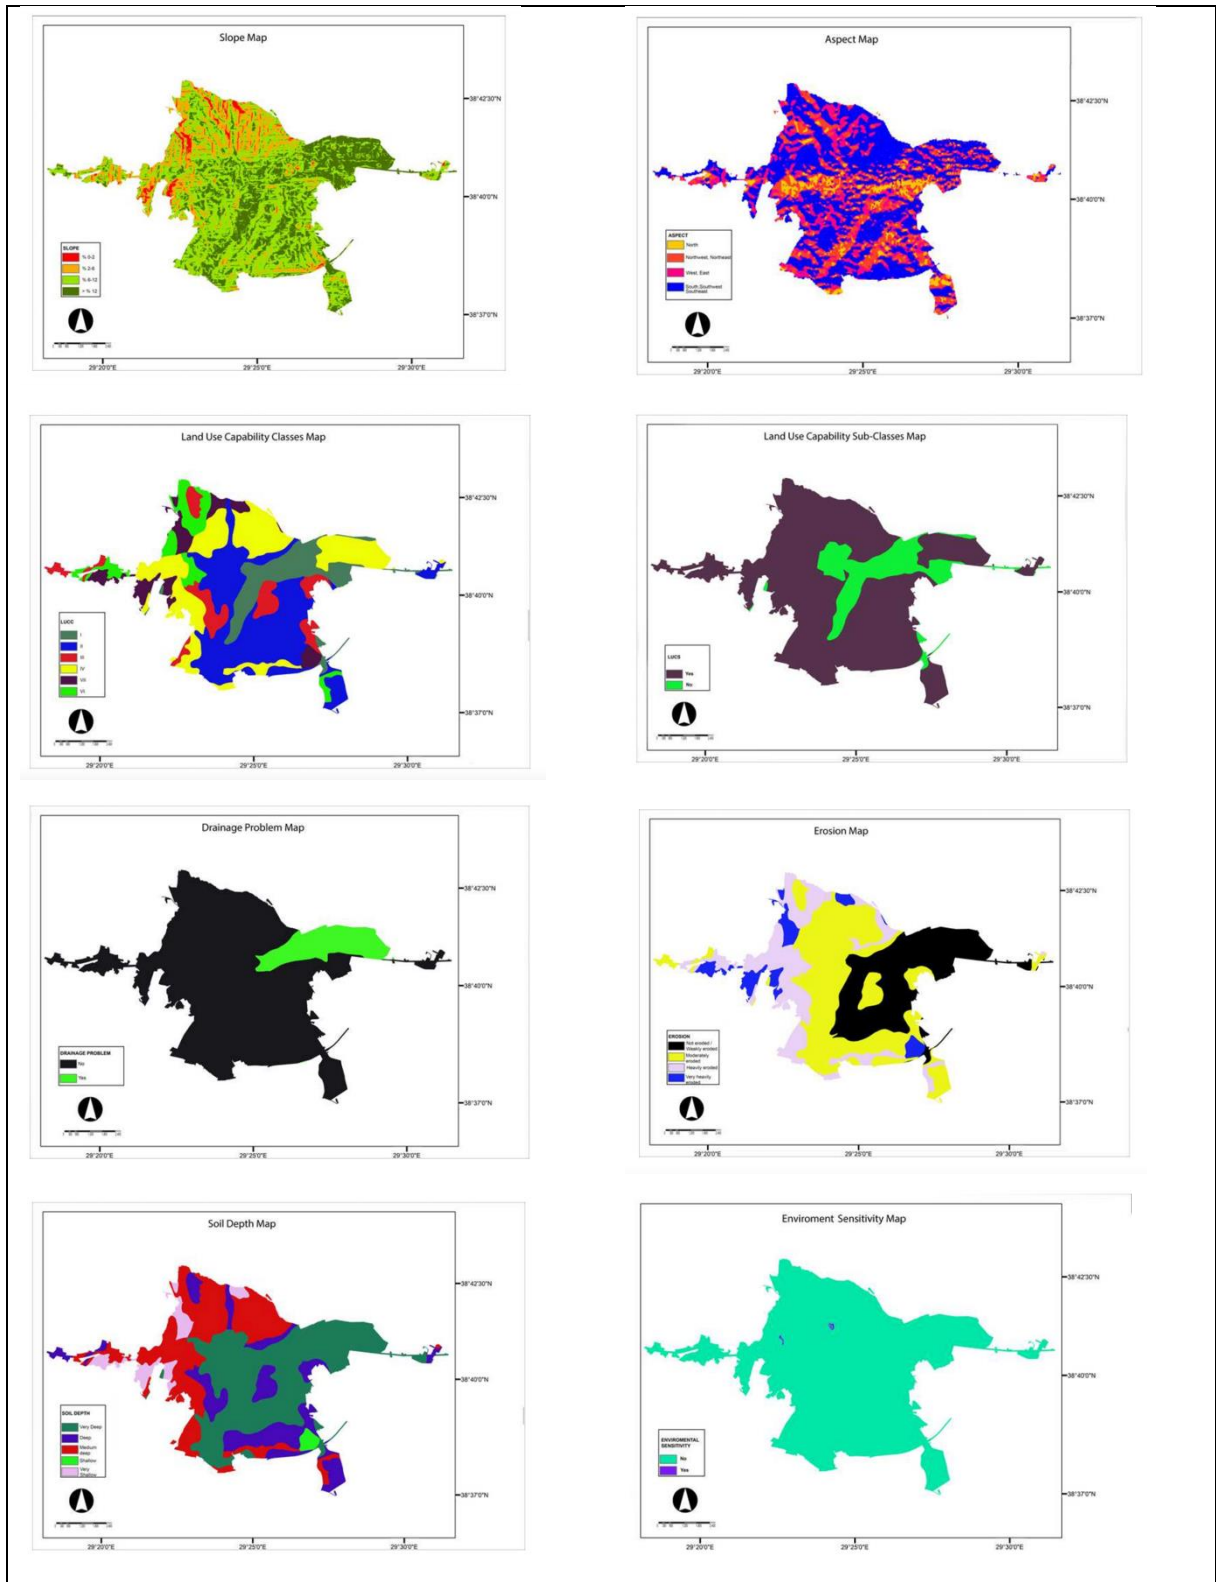 Slope Map
38°42'30"N
38°40'0"N
38°37'0"N
SLOPE
% 0-2
% 2-6
% 6-12
> % 12
29°20'0"E
29°25'0"E
29°30'0"E
Aspect Map
38°42'30"N
38°40'0"N
38°37'0"N
ASPECT
North
Northwest, Northeast
West, East
South, Southwest
Southeast
29°20'0"E
29°25'0"E
29°30'0"E
Land Use Capability Classes Map
38°42'30"N
38°40'0"N
38°37'0"N
LUCC
I
II
III
IV
VII
VI
29°20'0"E
29°25'0"E
29°30'0"E
Land Use Capability Sub-Classes Map
38°42'30"N
38°40'0"N
38°37'0"N
LUCS
Yes
No
29°20'0"E
29°25'0"E
29°30'0"E
Drainage Problem Map
38°42'30"N
38°40'0"N
38°37'0"N
DRAINAGE PROBLEM
No
Yes
29°20'0"E
29°25'0"E
29°30'0"E
Erosion Map
38°42'30"N
38°40'0"N
38°37'0"N
EROSION
Not eroded /
Weakly eroded
Moderately
eroded
Heavily eroded
Very heavily
eroded
29°20'0"E
29°25'0"E
29°30'0"E
Soil Depth Map
38°42'30"N
38°40'0"N
38°37'0"N
SOIL DEPTH
Very Deep
Deep
Medium
deep
Shallow
Very
Shallow
29°20'0"E
29°25'0"E
29°30'0"E
Enviroment Sensitivity Map
38°42'30"N
38°40'0"N
38°37'0"N
ENVIROMENTAL
SENSITIVITY
No
Yes
29°20'0"E
29°25'0"E
29°30'0"E